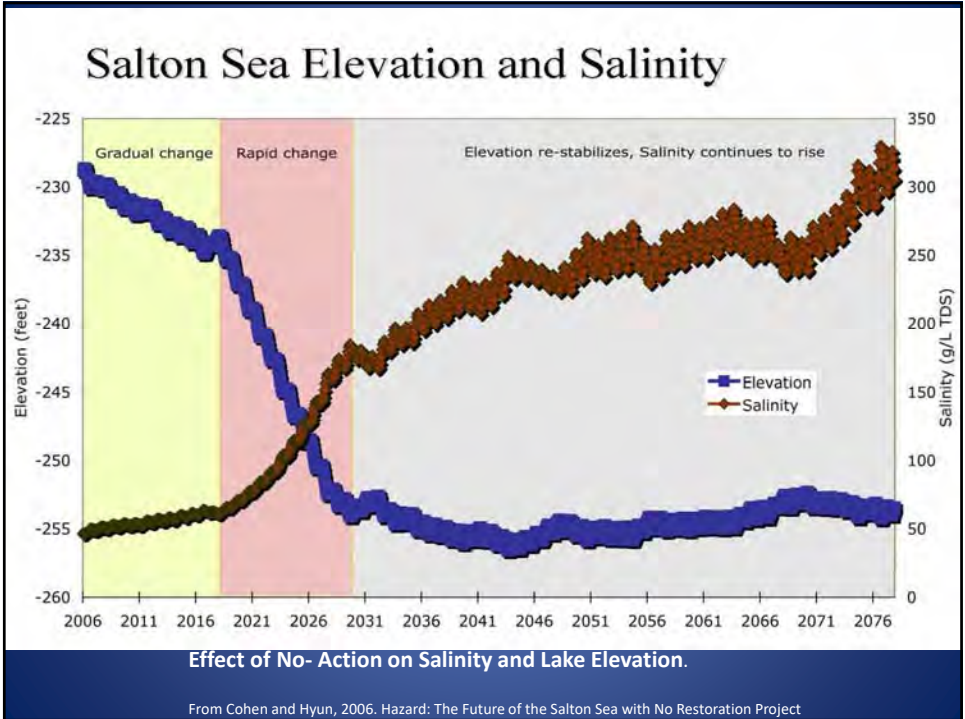 Salton Sea Elevation and Salinity
Gradual change
Rapid change
Elevation re-stabilizes, Salinity continues to rise
Elevation (feet)
-225
-230
-235
-240
-245
-250
-255
-260
Salinity (g/L TDS)
350
300
250
200
150
100
50
0
Elevation
Salinity
2006 2011 2016 2021 2026 2031 2036 2041 2046 2051 2056 2061 2066 2071 2076
Effect of No- Action on Salinity and Lake Elevation.
From Cohen and Hyun, 2006. Hazard: The Future of the Salton Sea with No Restoration Project